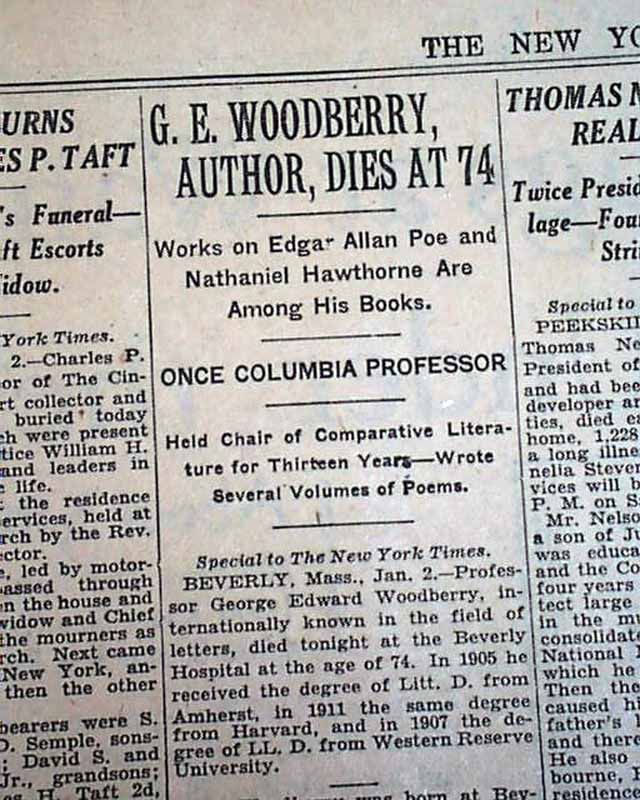 THE NEW YO
URNS
ES P. TAFT
's Funeral—
ft Escorts
idow.
York Times.
2.—Charles P.
or of The Cin-
rt collector and
buried today
ch were present
tice William H.
and leaders in
life.
the residence
ervices, held at
rch by the Rev.
ctor.
e, led by motor-
assed through
n the house and
widow and Chief
the mourners as
rch. Next came
New York, an-
then the other
bearers were S.
D. Semple, sons-
; David S. and
Jr., grandsons;
H. Taft 2d,
G. E. WOODBERRY,
AUTHOR, DIES AT 74
Works on Edgar Allan Poe and
Nathaniel Hawthorne Are
Among His Books.
ONCE COLUMBIA PROFESSOR
Held Chair of Comparative Litera-
ture for Thirteen Years—Wrote
Several Volumes of Poems.
Special to The New York Times.
BEVERLY, Mass., Jan. 2.—Profes-
sor George Edward Woodberry, in-
ternationally known in the field of
letters, died tonight at the Beverly
Hospital at the age of 74. In 1905 he
received the degree of Litt. D. from
Amherst, in 1911 the same degree
from Harvard, and in 1907 the de-
gree of LL. D. from Western Reserve
University.
was born at Bev-
THOMAS N
REAL
Twice Presid
lage—Fou
Stri
Special to
PEEKSKIL
Thomas Ne
President of
and had bee
developer an
ties, died ea
home, 1,228
a long illne
nelia Steve
vices will b
P. M. on S
Mr. Nelso
a son of Ju
was educa
and the Co
four years
tect large
in the mu
consolidat
National
which he
Then the
caused hi
father's
and there
He also
bourne, E
residence